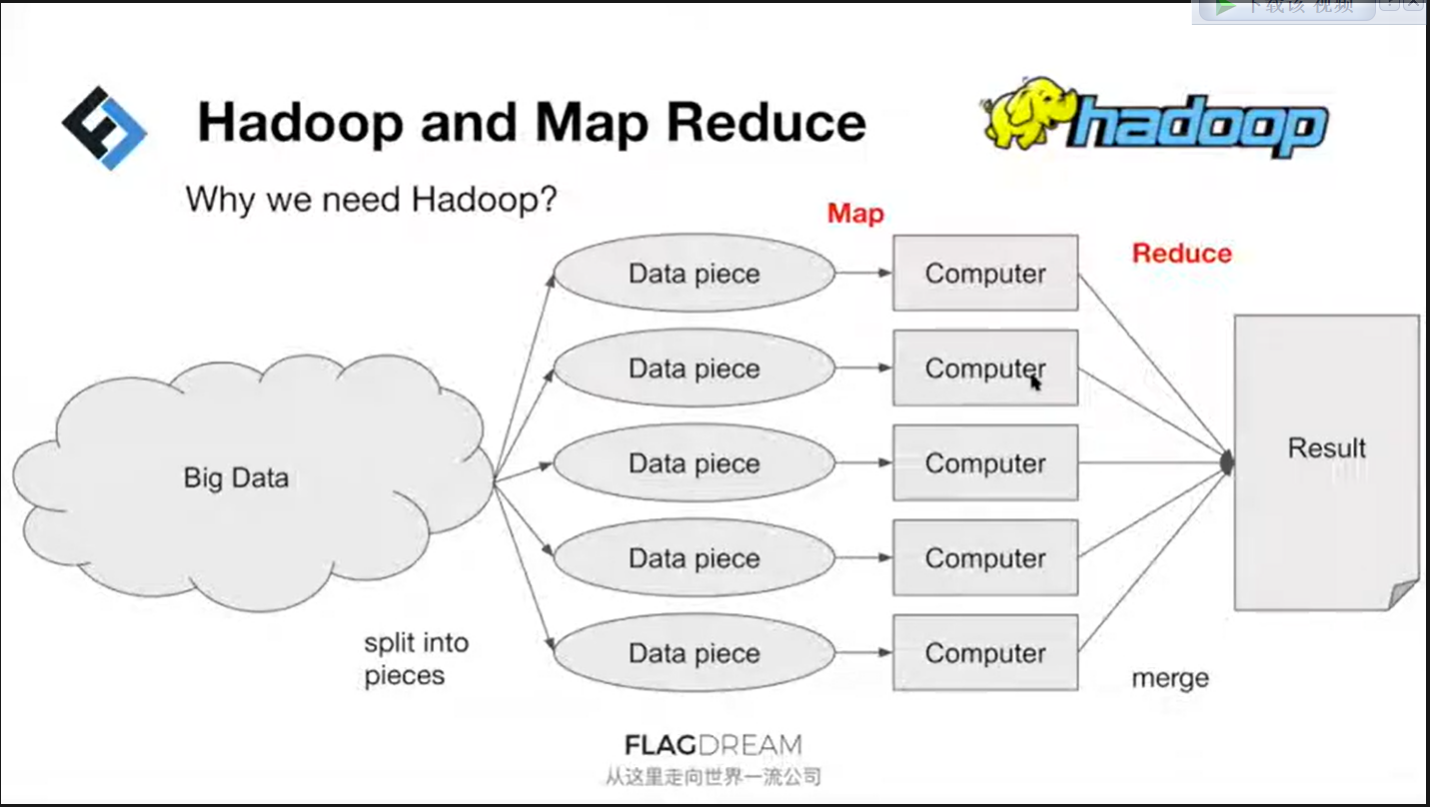 下载该 视频
Hadoop and Map Reduce
hadoop
Why we need Hadoop?
Map
Reduce
Data piece
Computer
Data piece
Computer
Data piece
Computer
Data piece
Computer
Data piece
Computer
Big Data
Result
split into
pieces
merge
FLAGDREAM
从这里走向世界一流公司